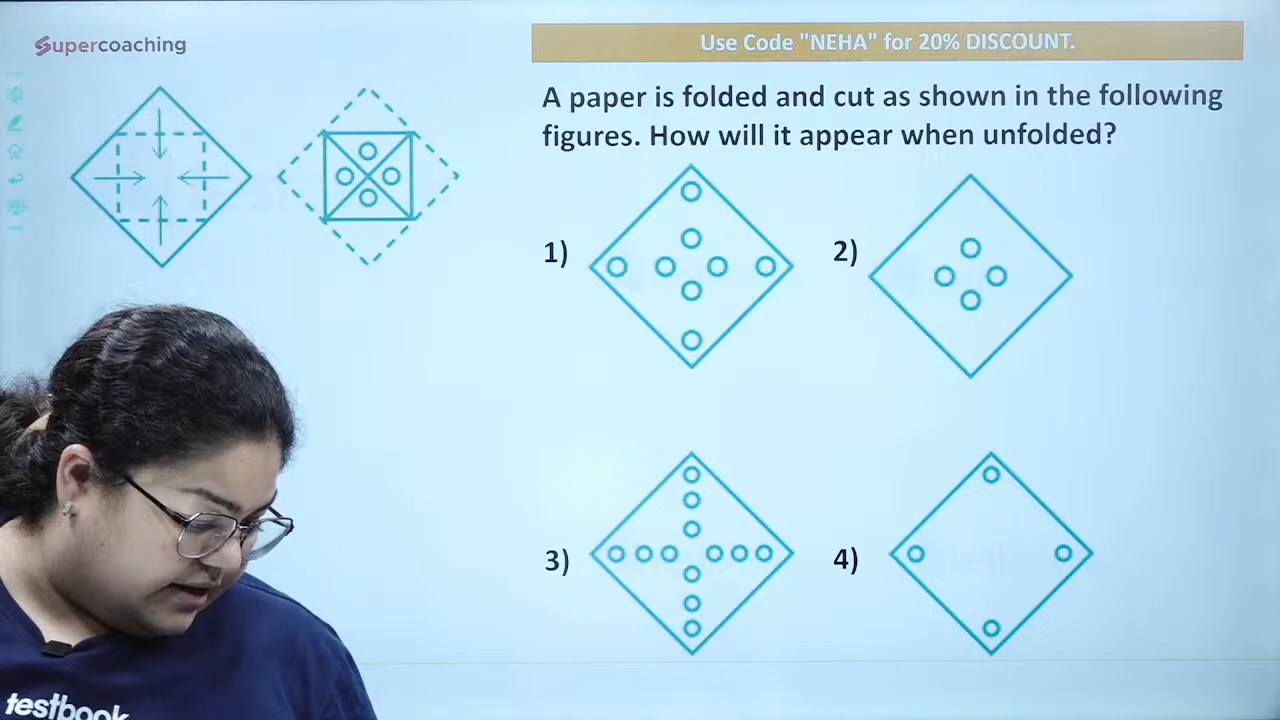 Supercoaching
Use Code "NEHA" for 20% DISCOUNT.
A paper is folded and cut as shown in the following
figures. How will it appear when unfolded?
1)
2)
3)
4)
testbook